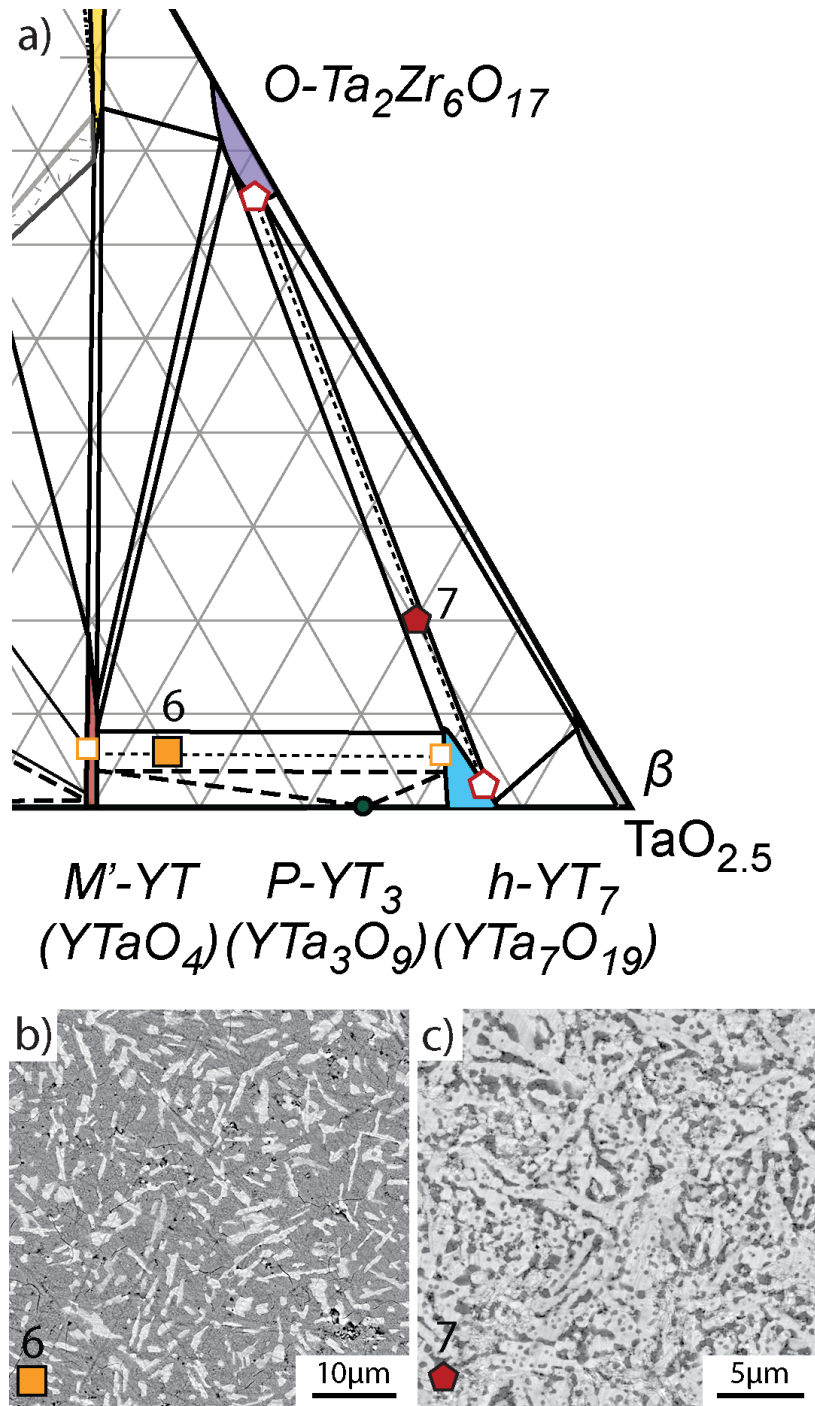 a)
O-Ta2Zr6O17
7
6
β
TaO2.5
M'-YT P-YT3 h-YT7
(YTaO4) (YTa3O9) (YTa7O19)
b) c)
6 7
10μm 5μm